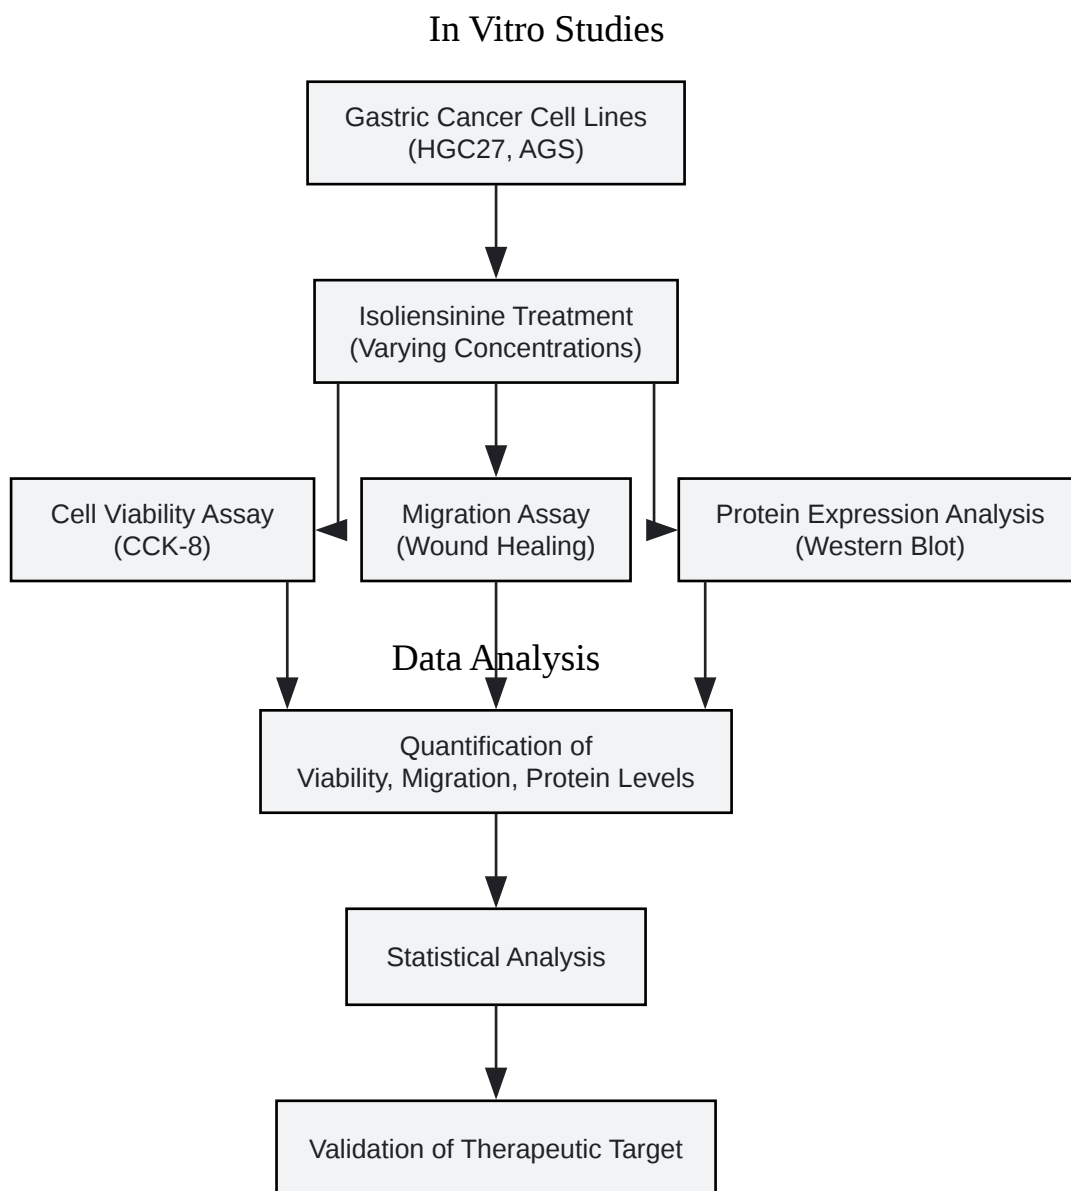 In Vitro Studies
Gastric Cancer Cell Lines
(HGC27, AGS)
Isoliensinine Treatment
(Varying Concentrations)
Cell Viability Assay
(CCK-8)
Migration Assay
(Wound Healing)
Protein Expression Analysis
(Western Blot)
Data Analysis
Quantification of
Viability, Migration, Protein Levels
Statistical Analysis
Validation of Therapeutic Target